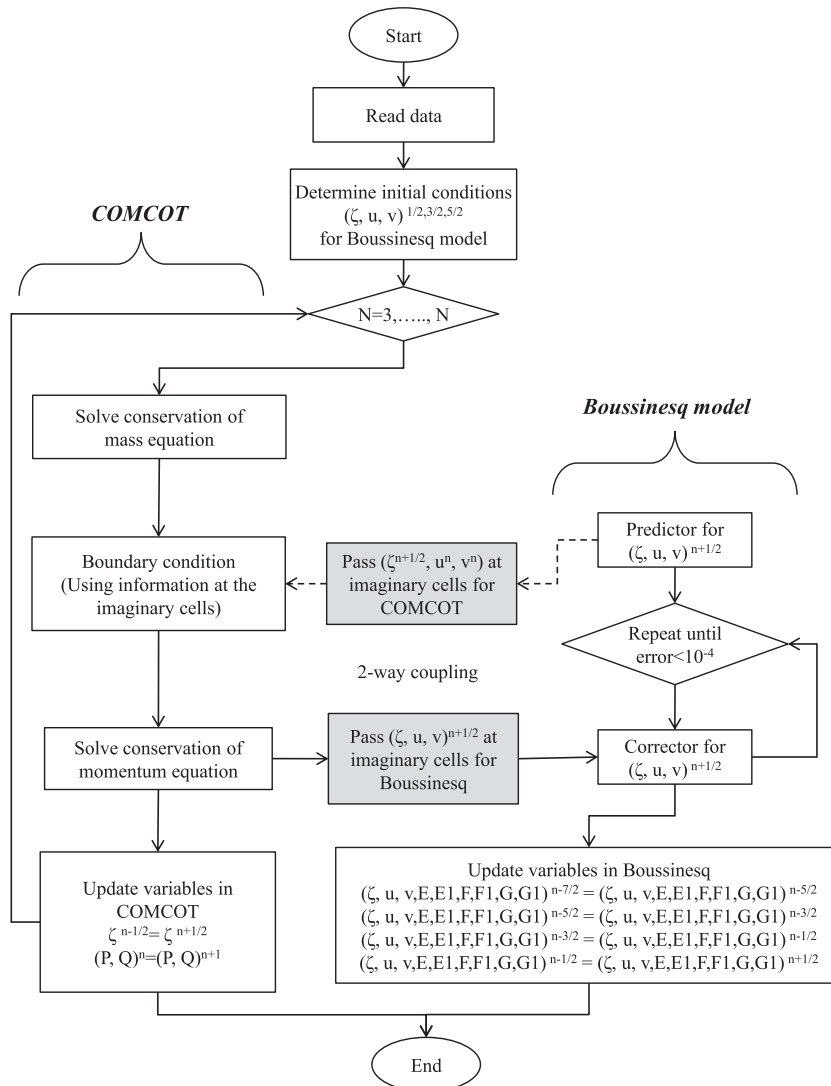 Start
Read data
Determine initial conditions
(ζ, u, v) 1/2,3/2,5/2
for Boussinesq model
COMCOT
N=3,....., N
Solve conservation of
mass equation
Boussinesq model
Predictor for
(ζ, u, v) n+1/2
Boundary condition
(Using information at the
imaginary cells)
Pass (ζn+1/2, un, vn) at
imaginary cells for
COMCOT
Repeat until
error<10-4
2-way coupling
Solve conservation of
momentum equation
Pass (ζ, u, v)n+1/2 at
imaginary cells for
Boussinesq
Corrector for
(ζ, u, v) n+1/2
Update variables in
COMCOT
ζ n-1/2= ζ n+1/2
(P, Q)n=(P, Q)n+1
Update variables in Boussinesq
(ζ, u, v,E,E1,F,F1,G,G1) n-7/2 = (ζ, u, v,E,E1,F,F1,G,G1) n-5/2
(ζ, u, v,E,E1,F,F1,G,G1) n-5/2 = (ζ, u, v,E,E1,F,F1,G,G1) n-3/2
(ζ, u, v,E,E1,F,F1,G,G1) n-3/2 = (ζ, u, v,E,E1,F,F1,G,G1) n-1/2
(ζ, u, v,E,E1,F,F1,G,G1) n-1/2 = (ζ, u, v,E,E1,F,F1,G,G1) n+1/2
End